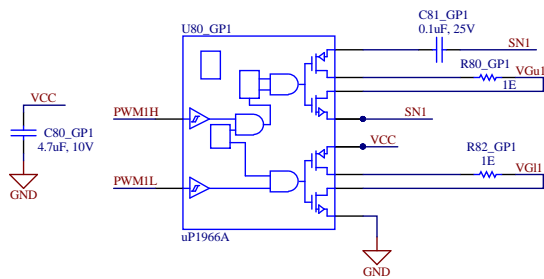 U80_GP1
C81_GP1
0.1uF, 25V
SN1
R80_GP1
VGu1
1E
VCC
C80_GP1
4.7uF, 10V
GND
PWM1H
SN1
VCC
R82_GP1
1E
VGl1
PWM1L
uP1966A
GND